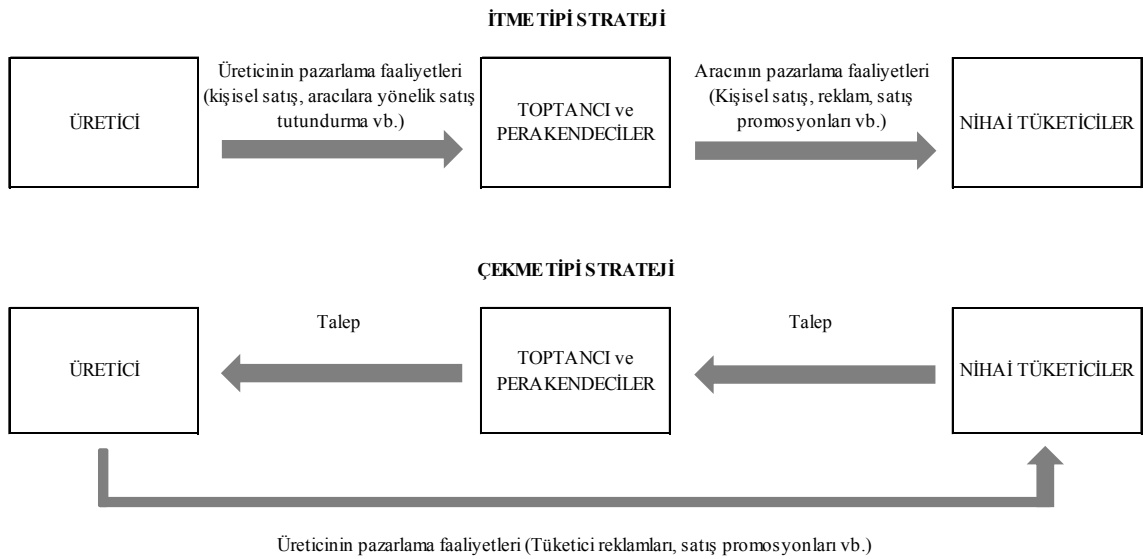 İTME TİPİ STRATEJİ
Üreticinin pazarlama faaliyetleri
(kişisel satış, aracılara yönelik satış
tutundurma vb.)
Aracının pazarlama faaliyetleri
(Kişisel satış, reklam, satış
promosyonları vb.)
ÜRETİCİ
TOPTANCI ve
PERAKENDECİLER
NİHAİ TÜKETİCİLER
ÇEKME TİPİ STRATEJİ
Talep
Talep
ÜRETİCİ
TOPTANCI ve
PERAKENDECİLER
NİHAİ TÜKETİCİLER
Üreticinin pazarlama faaliyetleri (Tüketici reklamları, satış promosyonları vb.)